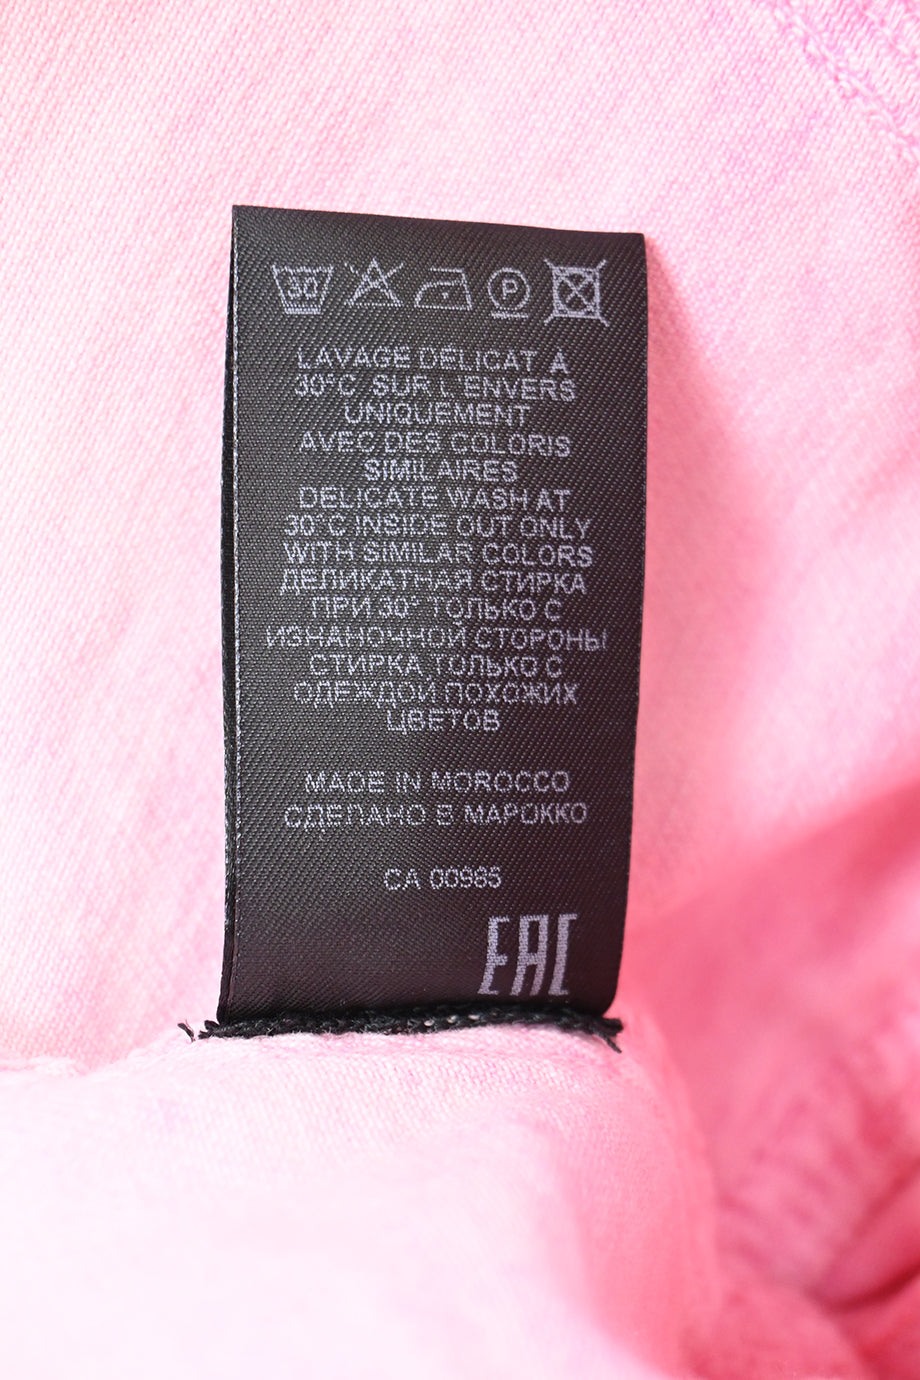 30
P
LAVAGE DÉLICAT À
30°C SUR L'ENVERS
UNIQUEMENT
AVEC DES COLORIS
SIMILAIRES
DELICATE WASH AT
30°C INSIDE OUT ONLY
WITH SIMILAR COLORS
ДЕЛИКАТНАЯ СТИРКА
ПРИ 30° ТОЛЬКО С
ИЗНАНОЧНОЙ СТОРОНЫ
СТИРКА ТОЛЬКО С
ОДЕЖДОЙ ПОХОЖИХ
ЦВЕТОВ
MADE IN MOROCCO
СДЕЛАНО В МАРОККО
CA 00985
EAC